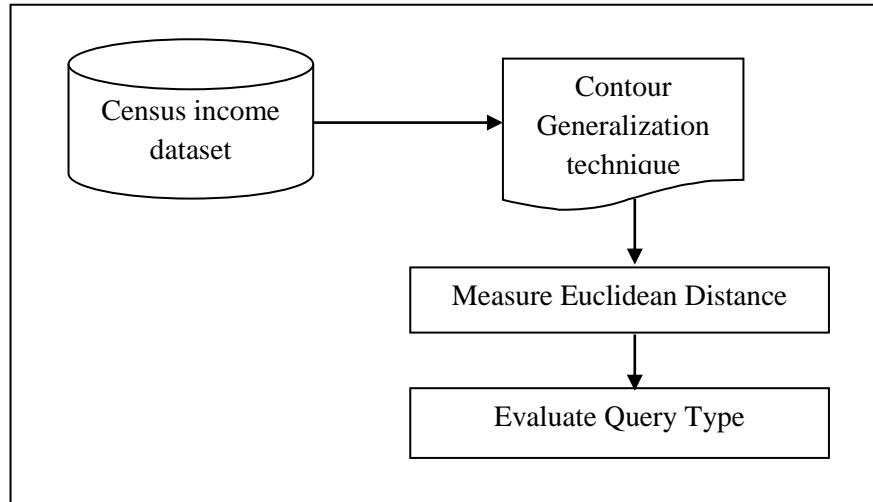 Census income
dataset
Contour
Generalization
technique
Measure Euclidean Distance
Evaluate Query Type